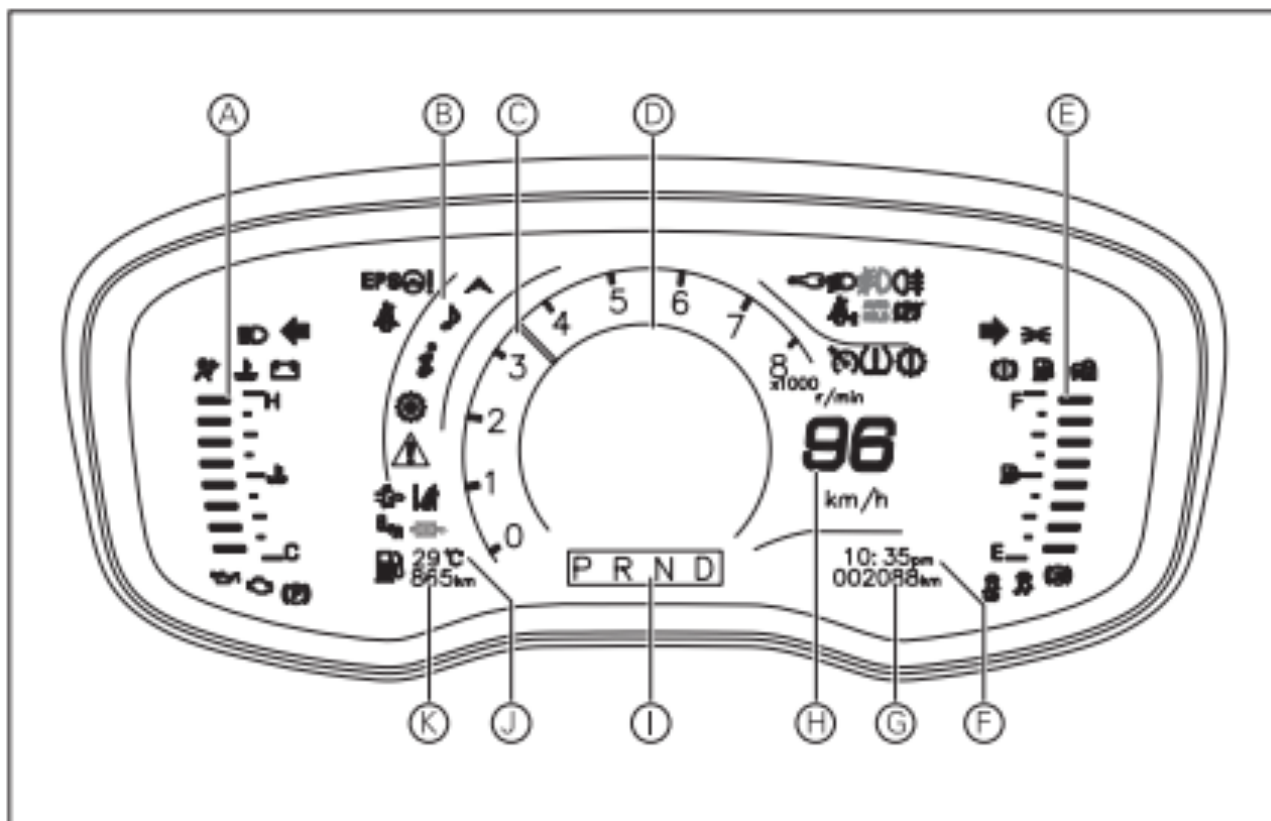 A B C D E
EPS
5 6
4 7
3 8
x1000
r/min
H F
2
96
1
km/h
C 0 E
29℃ 10:35pm
865km P R N D 002088km
K J I H G F